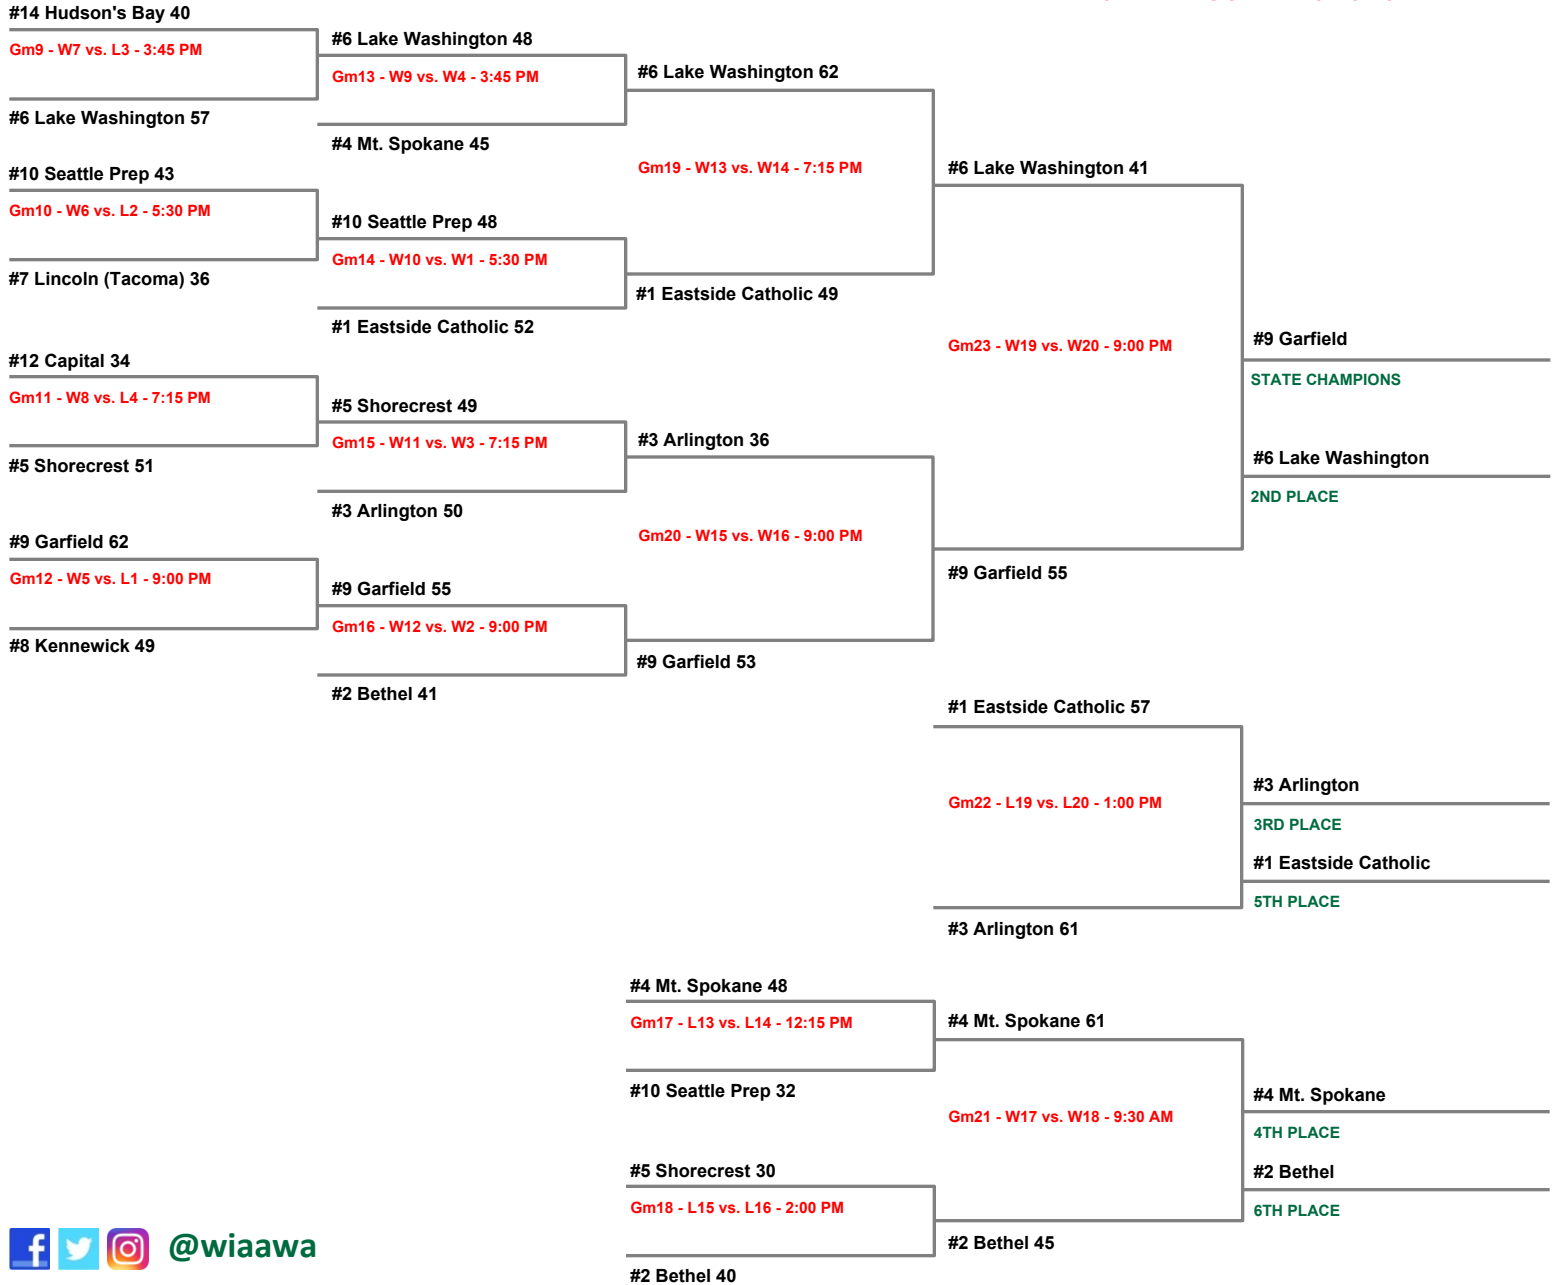 #14 Hudson's Bay 40
Gm9 - W7 vs. L3 - 3:45 PM
#6 Lake Washington 57
#10 Seattle Prep 43
Gm10 - W6 vs. L2 - 5:30 PM
#7 Lincoln (Tacoma) 36
#12 Capital 34
Gm11 - W8 vs. L4 - 7:15 PM
#5 Shorecrest 51
#9 Garfield 62
Gm12 - W5 vs. L1 - 9:00 PM
#8 Kennewick 49
#6 Lake Washington 48
Gm13 - W9 vs. W4 - 3:45 PM
#4 Mt. Spokane 45
#10 Seattle Prep 48
Gm14 - W10 vs. W1 - 5:30 PM
#1 Eastside Catholic 52
#5 Shorecrest 49
Gm15 - W11 vs. W3 - 7:15 PM
#3 Arlington 50
#9 Garfield 55
Gm16 - W12 vs. W2 - 9:00 PM
#2 Bethel 41
#6 Lake Washington 62
Gm19 - W13 vs. W14 - 7:15 PM
#1 Eastside Catholic 49
#3 Arlington 36
Gm20 - W15 vs. W16 - 9:00 PM
#9 Garfield 53
#6 Lake Washington 41
Gm23 - W19 vs. W20 - 9:00 PM
#9 Garfield 55
#9 Garfield
STATE CHAMPIONS
#6 Lake Washington
2ND PLACE
#1 Eastside Catholic 57
Gm22 - L19 vs. L20 - 1:00 PM
#3 Arlington 61
#3 Arlington
3RD PLACE
#1 Eastside Catholic
5TH PLACE
#4 Mt. Spokane 48
Gm17 - L13 vs. L14 - 12:15 PM
#10 Seattle Prep 32
#5 Shorecrest 30
Gm18 - L15 vs. L16 - 2:00 PM
#2 Bethel 40
#4 Mt. Spokane 61
Gm21 - W17 vs. W18 - 9:30 AM
#2 Bethel 45
#4 Mt. Spokane
4TH PLACE
#2 Bethel
6TH PLACE
@wiaawa